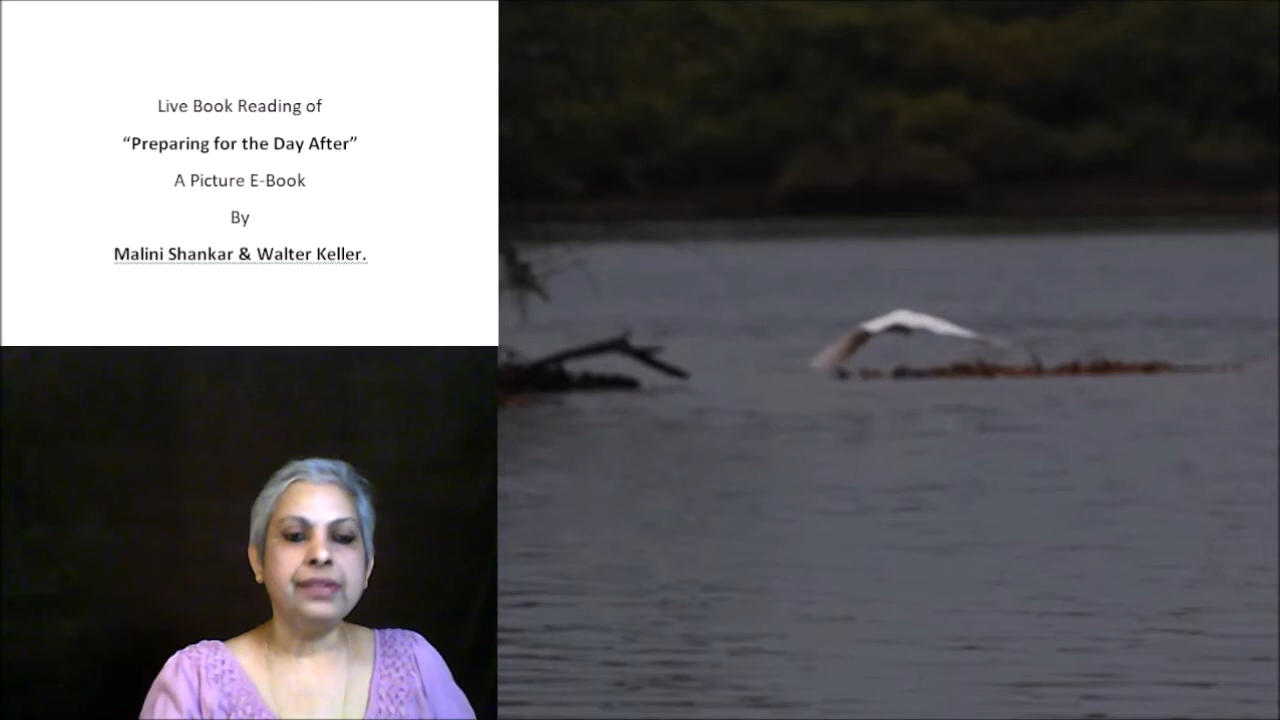 Live Book Reading of
“Preparing for the Day After”
A Picture E-Book
By
Malini Shankar & Walter Keller.